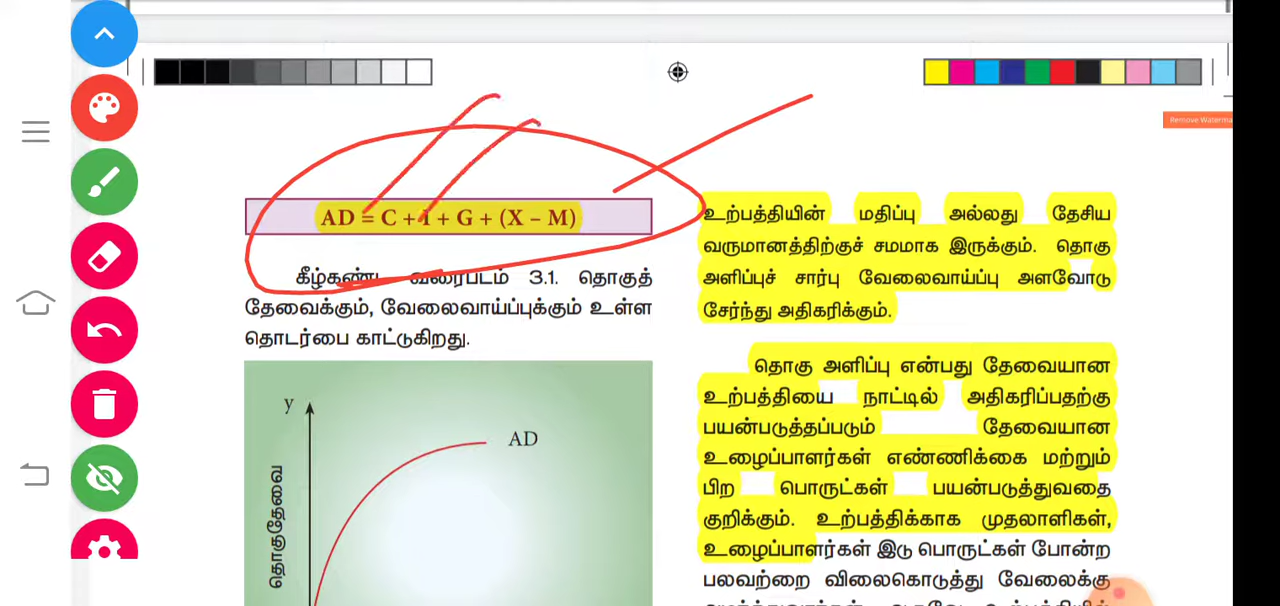 Remove Waterma
AD = C + I + G + (X – M)
கீழ்கண்ட வரைபடம் 3.1. தொகுத்
தேவைக்கும், வேலைவாய்ப்புக்கும் உள்ள
தொடர்பை காட்டுகிறது.
y
AD
தொகுதேவை
உற்பத்தியின் மதிப்பு அல்லது தேசிய
வருமானத்திற்குச் சமமாக இருக்கும். தொகு
அளிப்புச் சார்பு வேலைவாய்ப்பு அளவோடு
சேர்ந்து அதிகரிக்கும்.
தொகு அளிப்பு என்பது தேவையான
உற்பத்தியை நாட்டில் அதிகரிப்பதற்கு
பயன்படுத்தப்படும் தேவையான
உழைப்பாளர்கள் எண்ணிக்கை மற்றும்
பிற பொருட்கள் பயன்படுத்துவதை
குறிக்கும். உற்பத்திக்காக முதலாளிகள்,
உழைப்பாளர்கள் இடு பொருட்கள் போன்ற
பலவற்றை விலைகொடுத்து வேலைக்கு